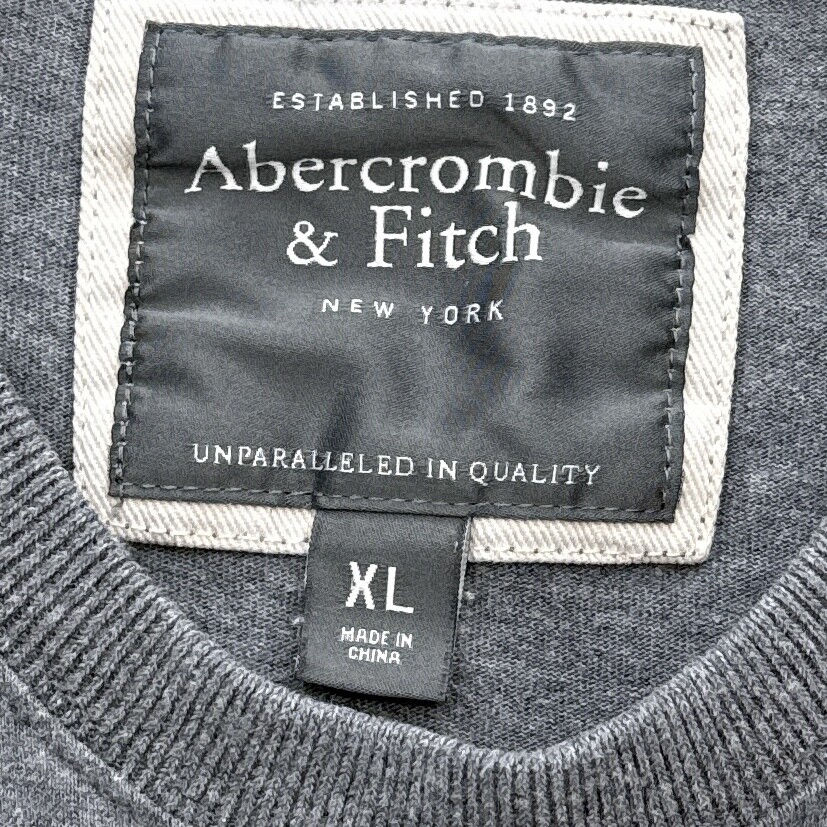 ESTABLISHED 1892
Abercrombie
& Fitch
NEW YORK
UNPARALLELED IN QUALITY
XL
MADE IN
CHINA